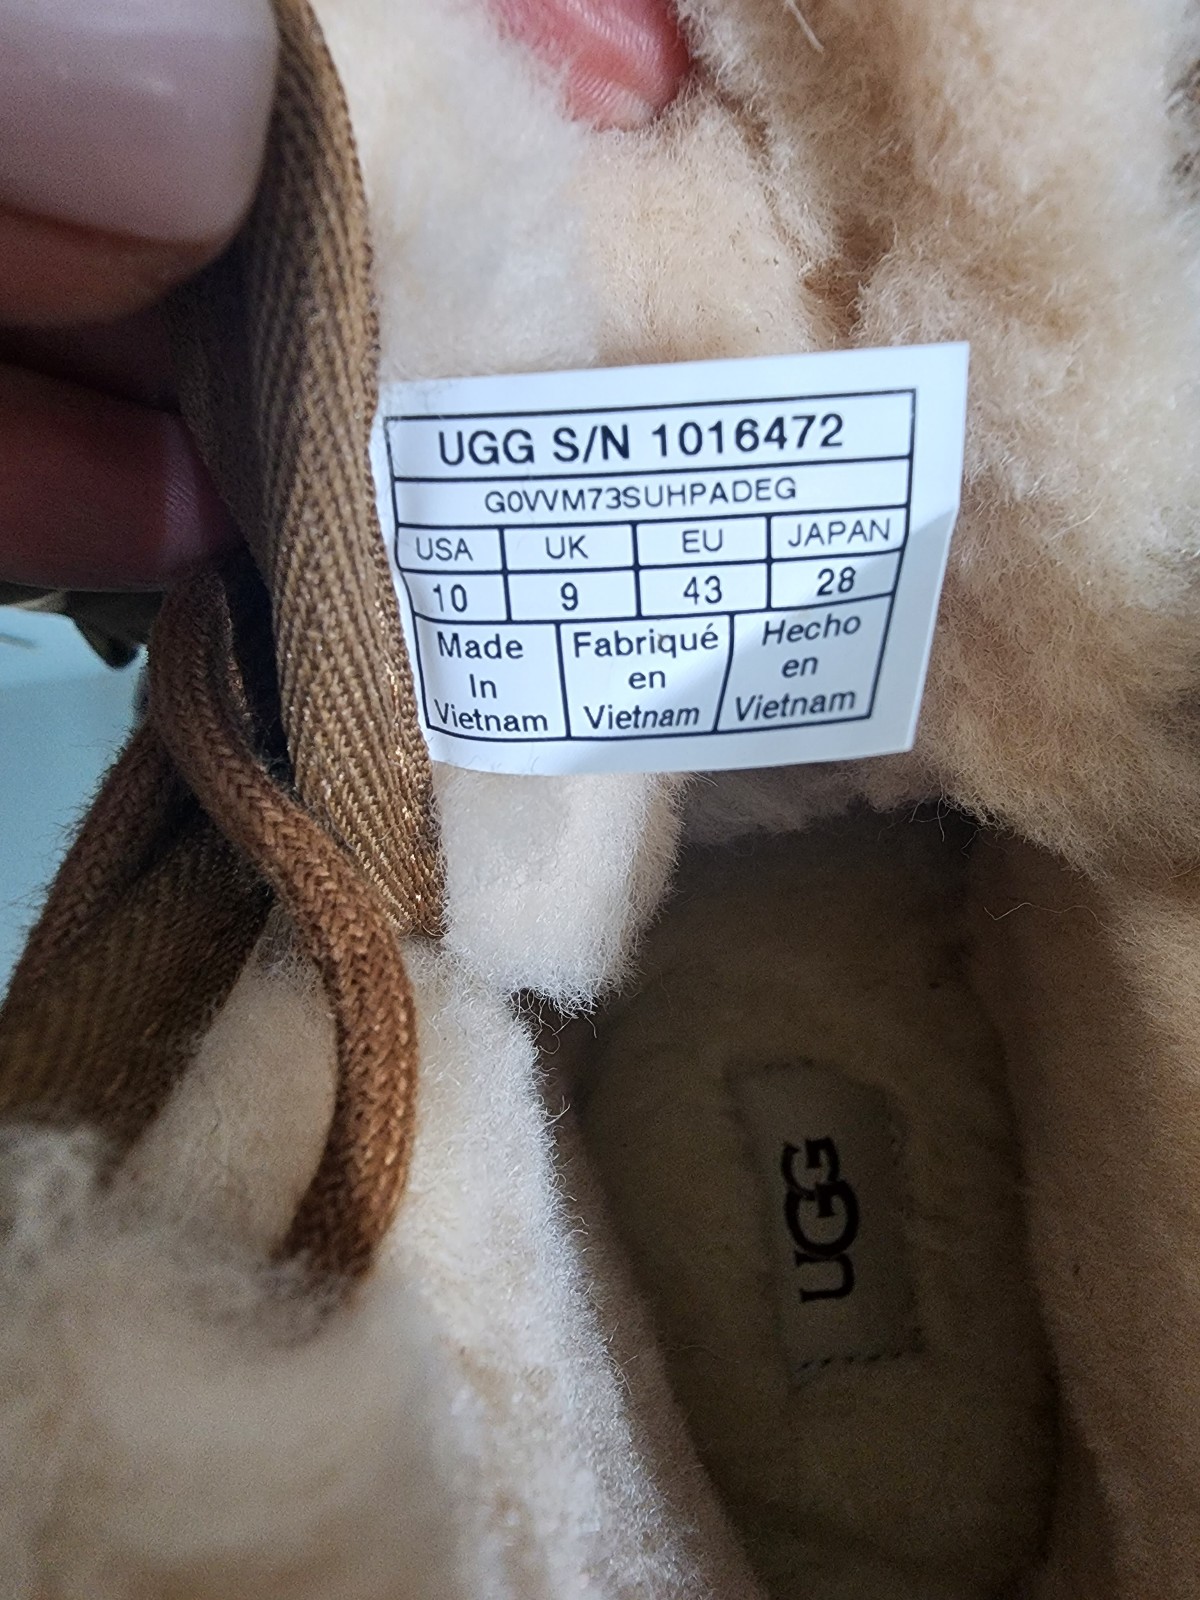 UGG S/N 1016472
G0VVM73SUHPADEG
USA UK EU JAPAN
10 9 43 28
Made In Vietnam
Fabriqué en Vietnam
Hecho en Vietnam
UGG